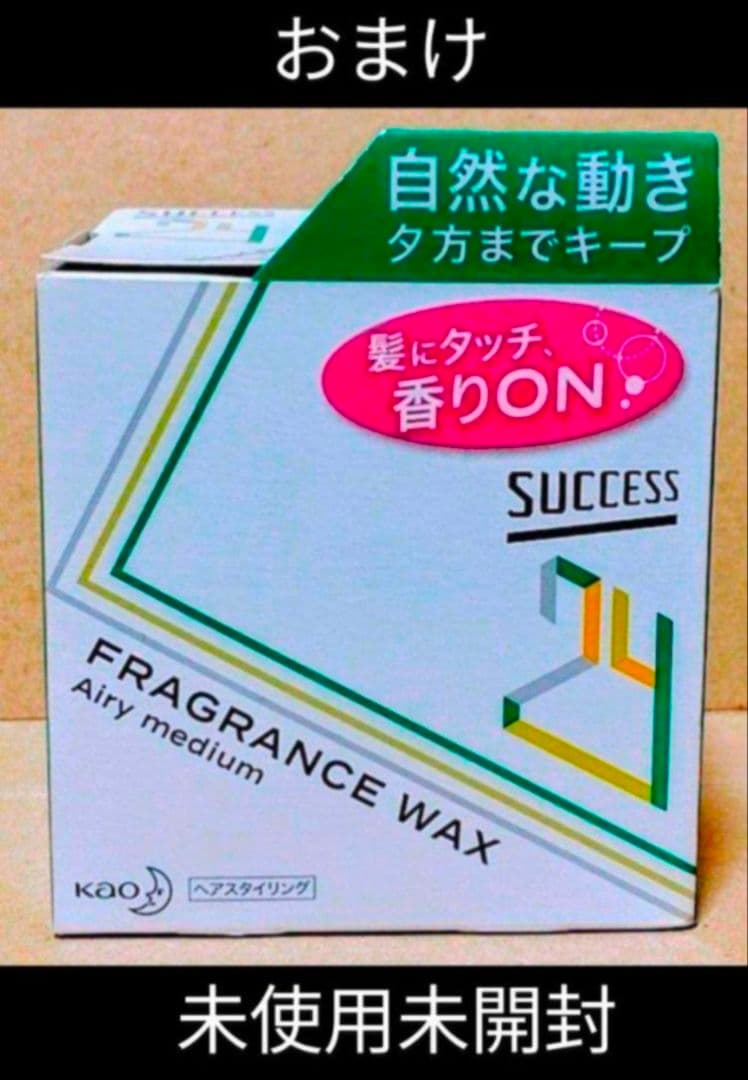 おまけ
自然な動き
夕方までキープ
SUCCESS
髪にタッチ、
香りON
SUCCESS
24
FRAGRANCE WAX
Airy medium
Kao
ヘアスタイリング
未使用未開封